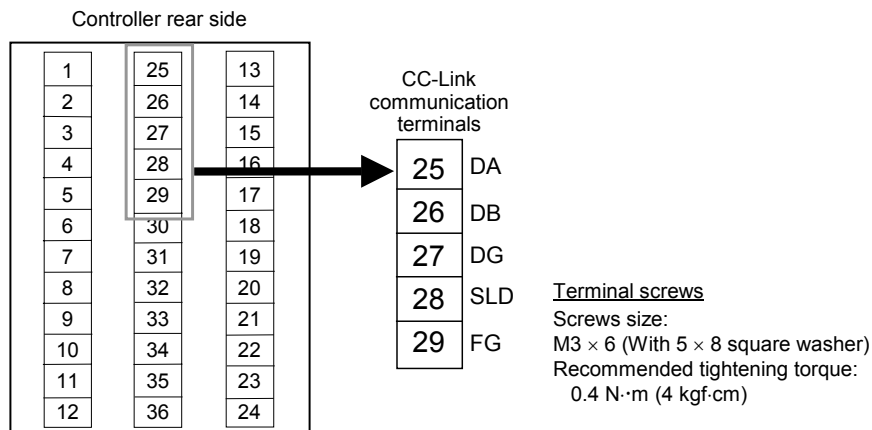 Controller rear side
1 25 13
2 26 14
3 27 15
4 28 16
5 29 17
6 30 18
7 31 19
8 32 20
9 33 21
10 34 22
11 35 23
12 36 24
CC-Link
communication
terminals
25 DA
26 DB
27 DG
28 SLD
29 FG
Terminal screws
Screws size:
M3 × 6 (With 5 × 8 square washer)
Recommended tightening torque:
0.4 N·⋅m (4 kgf⋅cm)